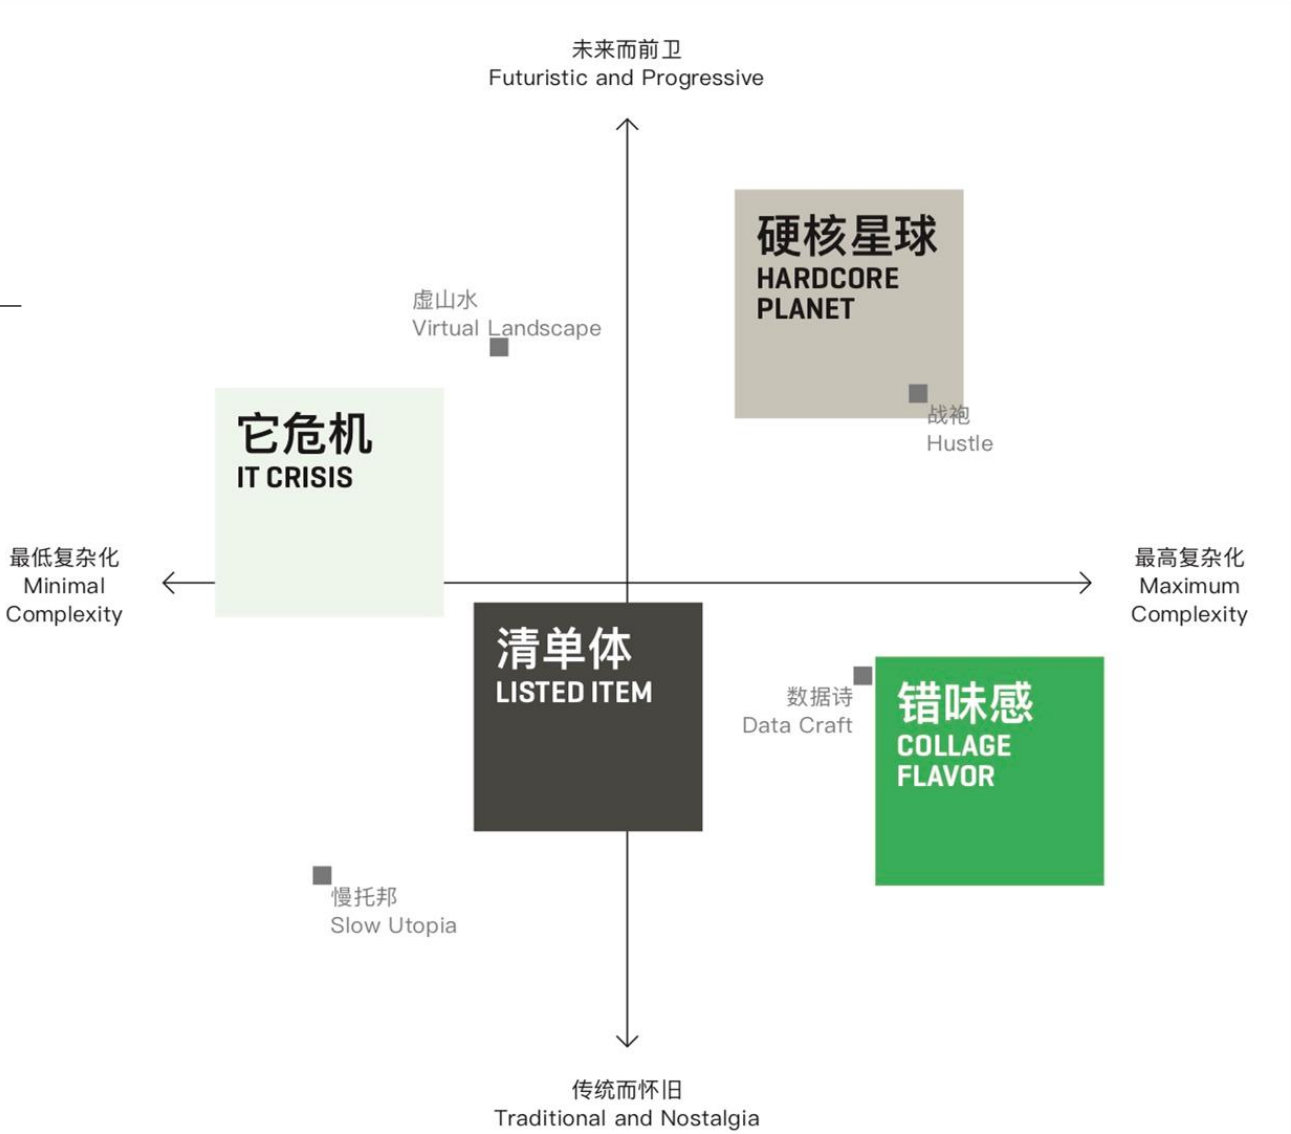 未来而前卫
Futuristic and Progressive
硬核星球
HARDCORE
PLANET
虚山水
Virtual Landscape
战袍
Hustle
它危机
IT CRISIS
最低复杂化
Minimal
Complexity
最高复杂化
Maximum
Complexity
清单体
LISTED ITEM
数据诗
Data Craft
错味感
COLLAGE
FLAVOR
慢托邦
Slow Utopia
传统而怀旧
Traditional and Nostalgia